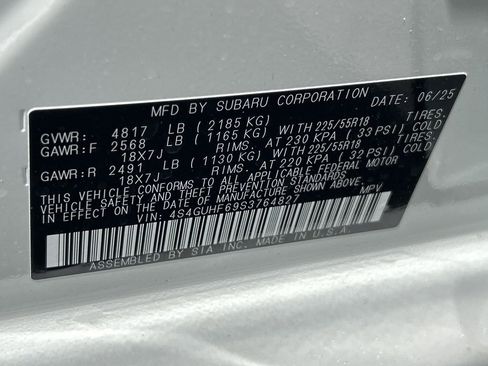 MFD BY SUBARU CORPORATION DATE: 06/25
GVWR: 4817 LB (2185 KG)
GAWR:F 2568 LB (1165 KG) WITH 225/55R18
18X7J RIMS. AT 230 KPA (33 PSI) COLD
GAWR:R 2491 LB (1130 KG) WITH 225/55R18
18X7J RIMS. AT 220 KPA (32 PSI) COLD
THIS VEHICLE CONFORMS TO ALL APPLICABLE FEDERAL MOTOR
VEHICLE SAFETY AND THEFT PREVENTION STANDARDS
IN EFFECT ON THE DATE OF MANUFACTURE SHOWN ABOVE.
VIN: 4S4GUHF69S3764827 MPV
ASSEMBLED BY SIA INC. MADE IN U.S.A.